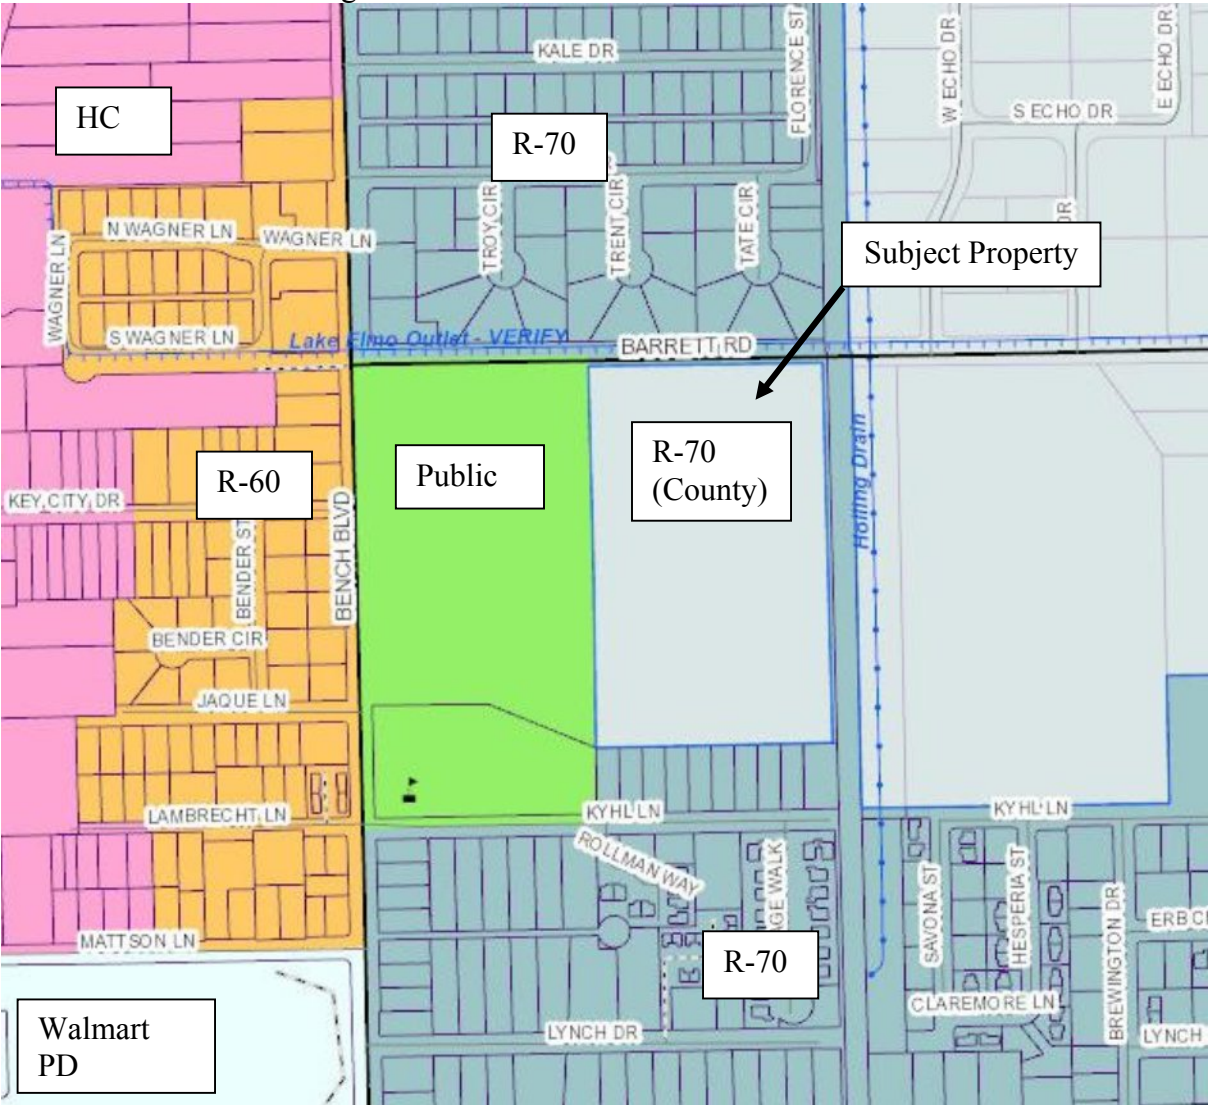 KALE DR
FLORENCE ST
W ECHO DR
E ECHO DR
S ECHO DR
HC
R-70
TROY CIR
TRENT CIR
TATE CIR
DR
N WAGNER LN
WAGNER LN
WAGNER LN
S WAGNER LN
Subject Property
Lake Elmo Outlet - VERIFY
BARRETT RD
R-70
(County)
Public
R-60
KEY CITY DR
BENDER ST
BENCH BLVD
Holling Drain
BENDER CIR
JAQUE LN
LAMBRECHT LN
KYHL LN
KYHL LN
ROLLMAN WAY
AGE WALK
SAVONA ST
HESPERIA ST
BREWINGTON DR
MATTSON LN
R-70
CLAREMORE LN
LYNCH DR
LYNCH
Walmart
PD